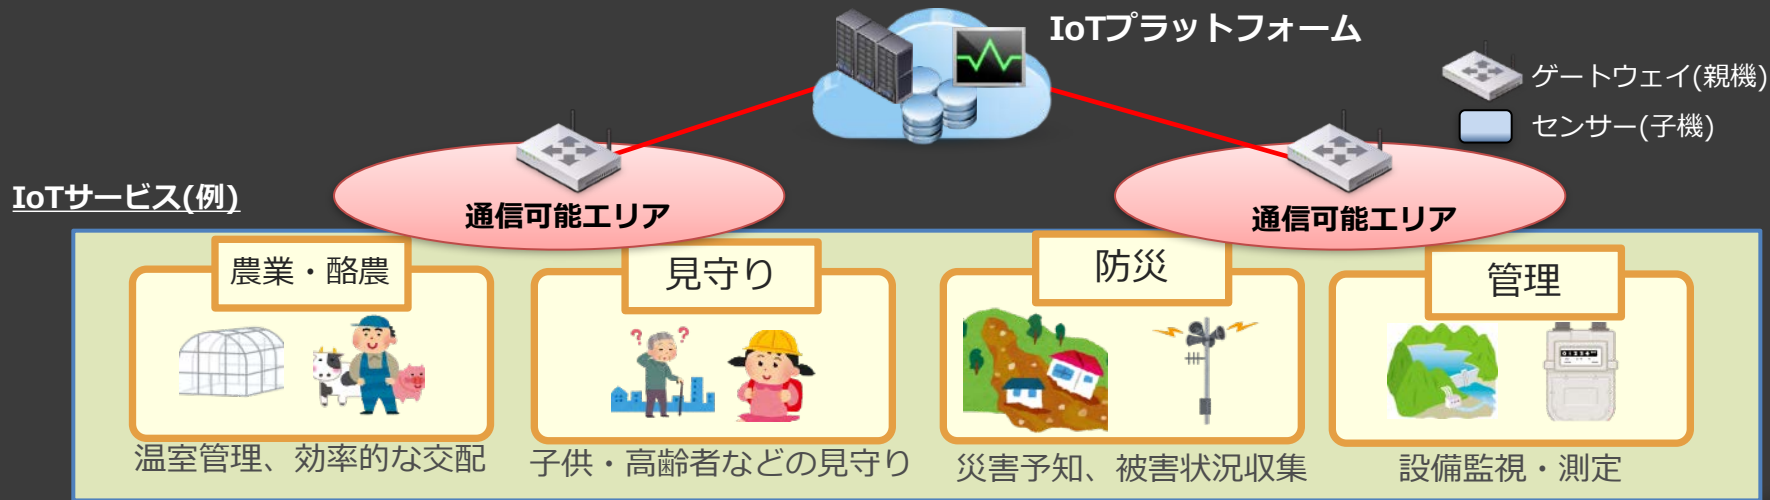 IoTプラットフォーム
ゲートウェイ(親機)
センサー(子機)
IoTサービス(例)
通信可能エリア
通信可能エリア
農業・酪農
見守り
防災
管理
温室管理、効率的な交配
子供・高齢者などの見守り
災害予知、被害状況収集
設備監視・測定